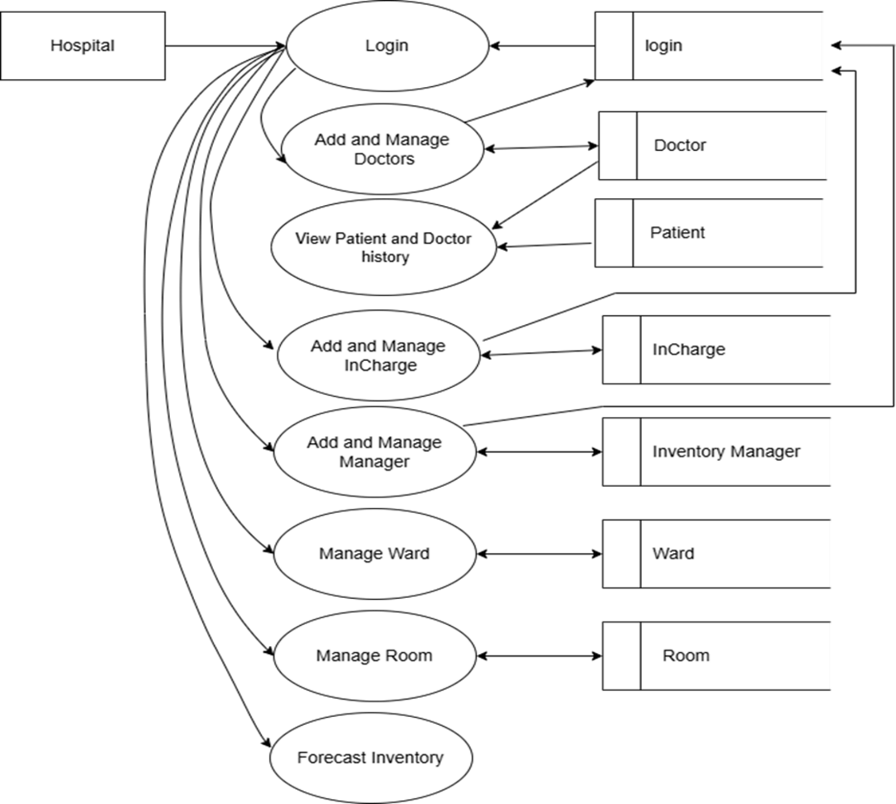 Hospital
Login
login
Add and Manage
Doctors
Doctor
View Patient and Doctor
history
Patient
Add and Manage
InCharge
InCharge
Add and Manage
Manager
Inventory Manager
Manage Ward
Ward
Manage Room
Room
Forecast Inventory